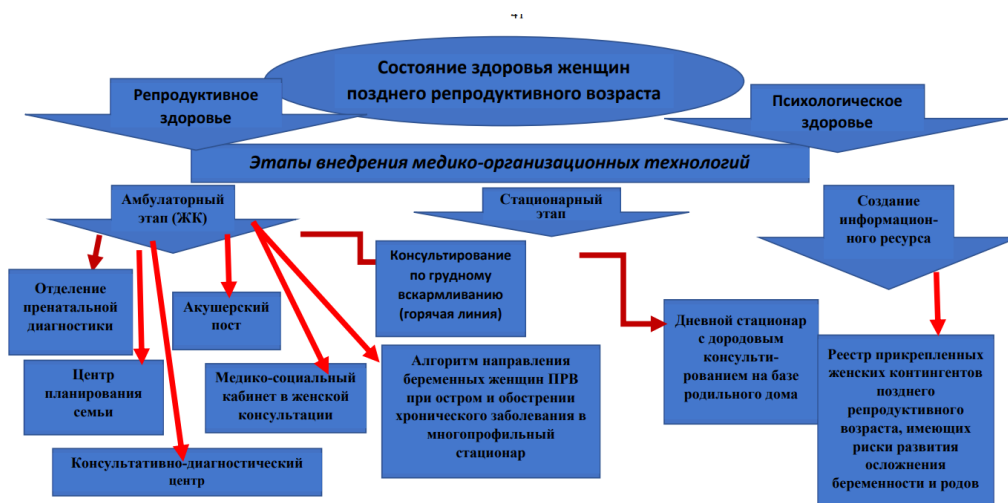 41
Состояние здоровья женщин
позднего репродуктивного возраста
Репродуктивное
здоровье
Психологическое
здоровье
Этапы внедрения медико-организационных технологий
Амбулаторный
этап (ЖК)
Стационарный
этап
Создание
информацион-
ного ресурса
Отделение
пренатальной
диагностики
Акушерский
пост
Консультирование
по грудному
вскармливанию
(горячая линия)
Дневной стационар
с дородовым
консульти-
рованием на базе
родильного дома
Центр
планирования
семьи
Медико-социальный
кабинет в женской
консультации
Алгоритм направления
беременных женщин ПРВ
при остром и обострении
хронического заболевания в
многопрофильный
стационар
Реестр прикрепленных
женских контингентов
позднего
репродуктивного
возраста, имеющих
риски развития
осложнения
беременности и родов
Консультативно-диагностический
центр